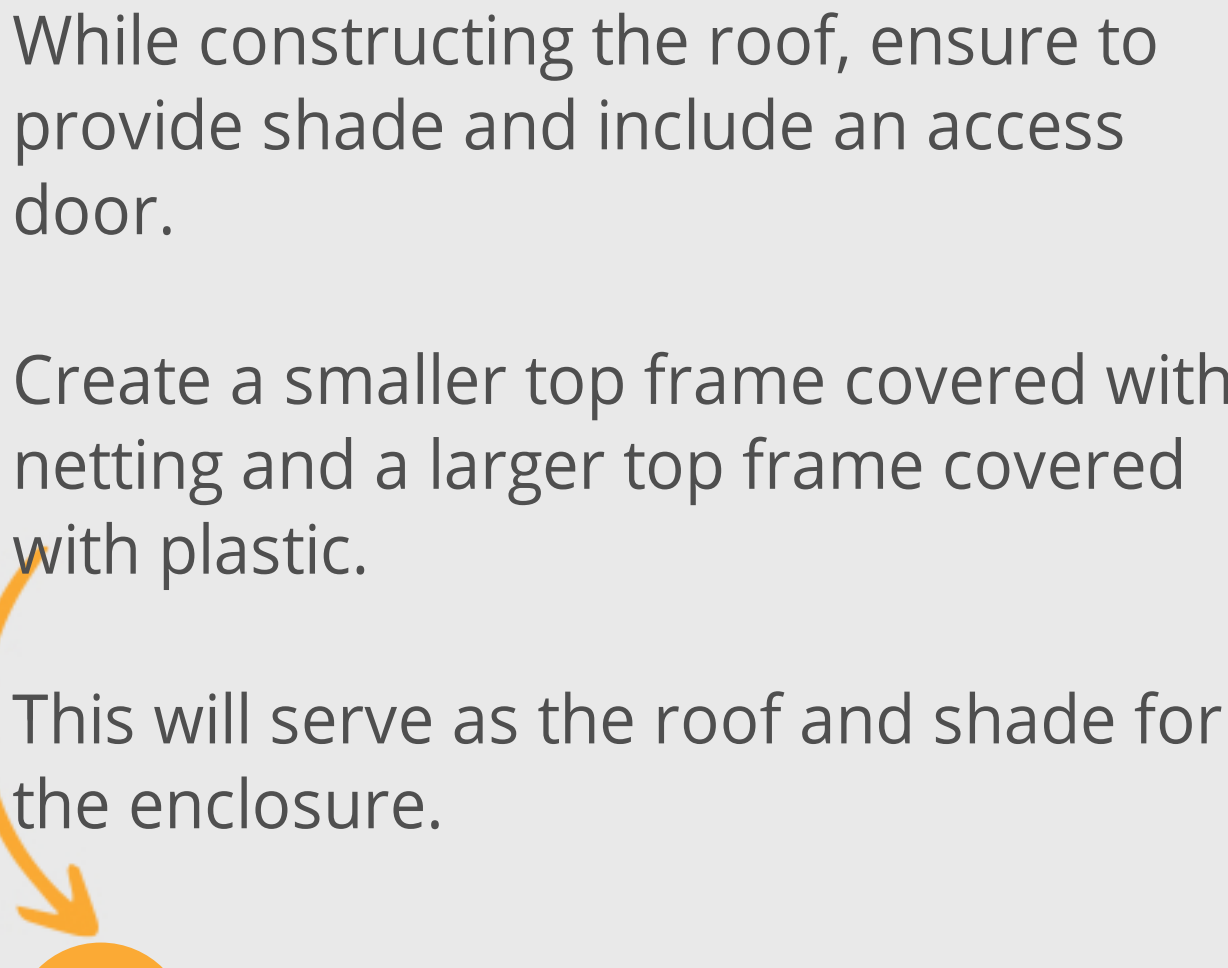 While constructing the roof, ensure to
provide shade and include an access
door.
Create a smaller top frame covered with
netting and a larger top frame covered
with plastic.
This will serve as the roof and shade for
the enclosure.